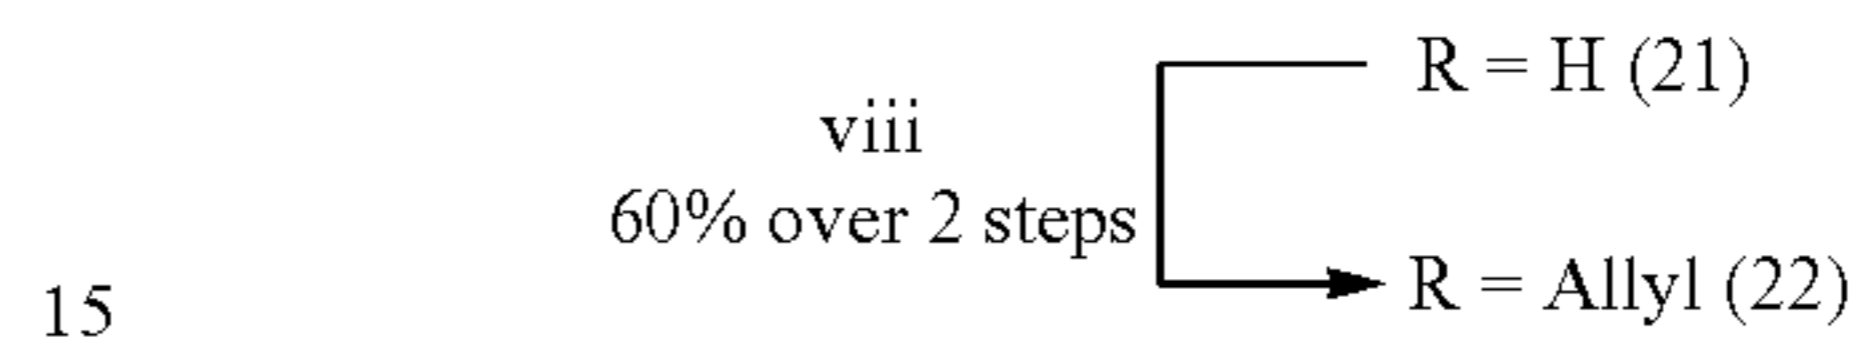 R = H (21)
viii
60% over 2 steps
R = Allyl (22)
15